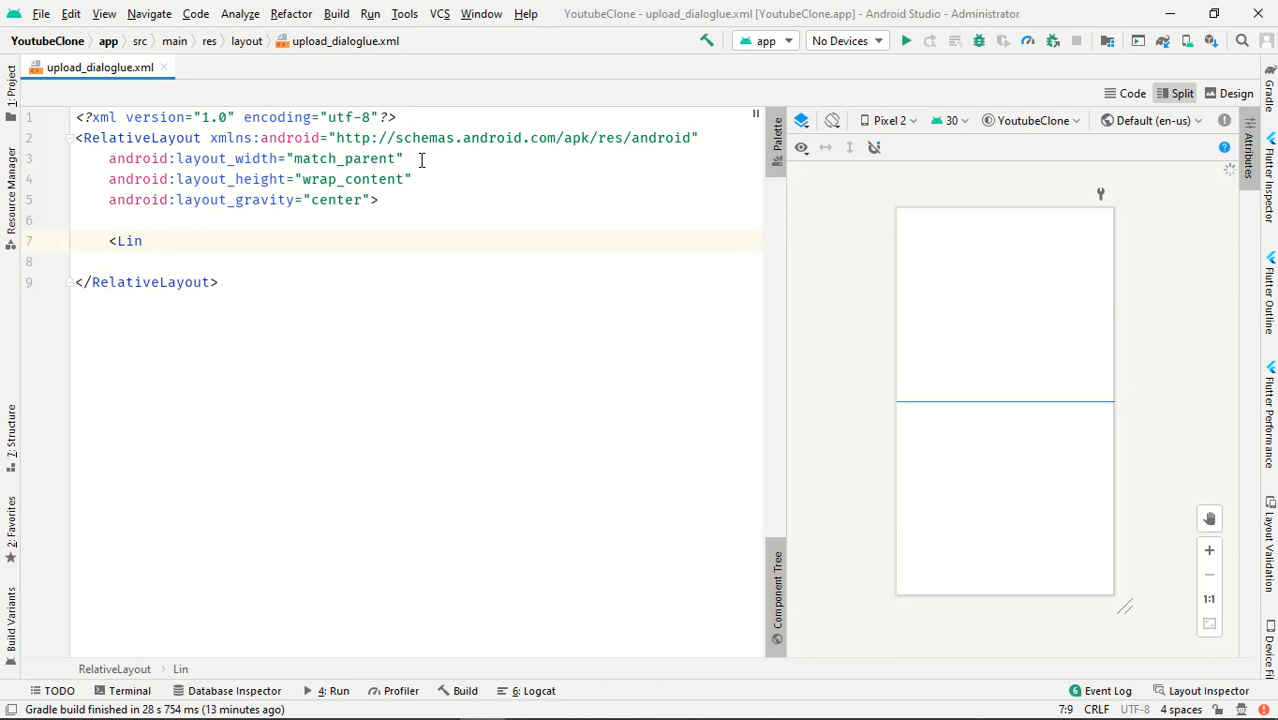 File Edit View Navigate Code Analyze Refactor Build Run Tools VCS Window Help YoutubeClone - upload_dialoglue.xml [YoutubeClone.app] - Android Studio - Administrator
YoutubeClone app src main res layout upload_dialoglue.xml app No Devices
upload_dialoglue.xml
Code Split Design
1 <?xml version="1.0" encoding="utf-8"?>
2 <RelativeLayout xmlns:android="http://schemas.android.com/apk/res/android"
3 android:layout_width="match_parent"
4 android:layout_height="wrap_content"
5 android:layout_gravity="center">
6
7 <Lin
8
9 </RelativeLayout>
Pixel 2 30 YoutubeClone Default (en-us)
1:1
RelativeLayout Lin
1: Project
Resource Manager
Z: Structure
2: Favorites
Build Variants
Palette
Component Tree
Attributes
Gradle
Flutter Inspector
Flutter Outline
Flutter Performance
Layout Validation
Device Fil
TODO Terminal Database Inspector 4: Run Profiler Build 6: Logcat 6 Event Log Layout Inspector
Gradle build finished in 28 s 754 ms (13 minutes ago) 7:9 CRLF UTF-8 4 spaces